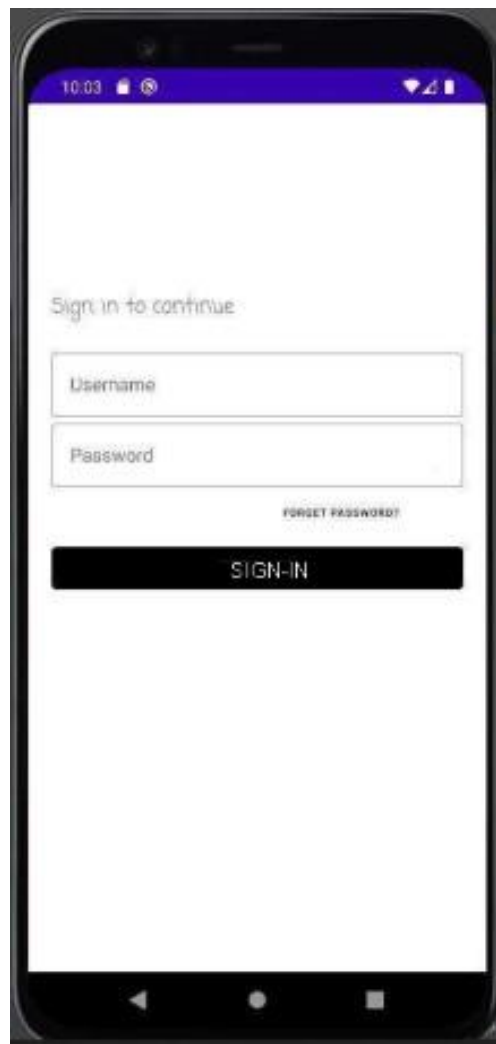 10:03
Sign in to continue
Username
Password
FORGET PASSWORD?
SIGN-IN